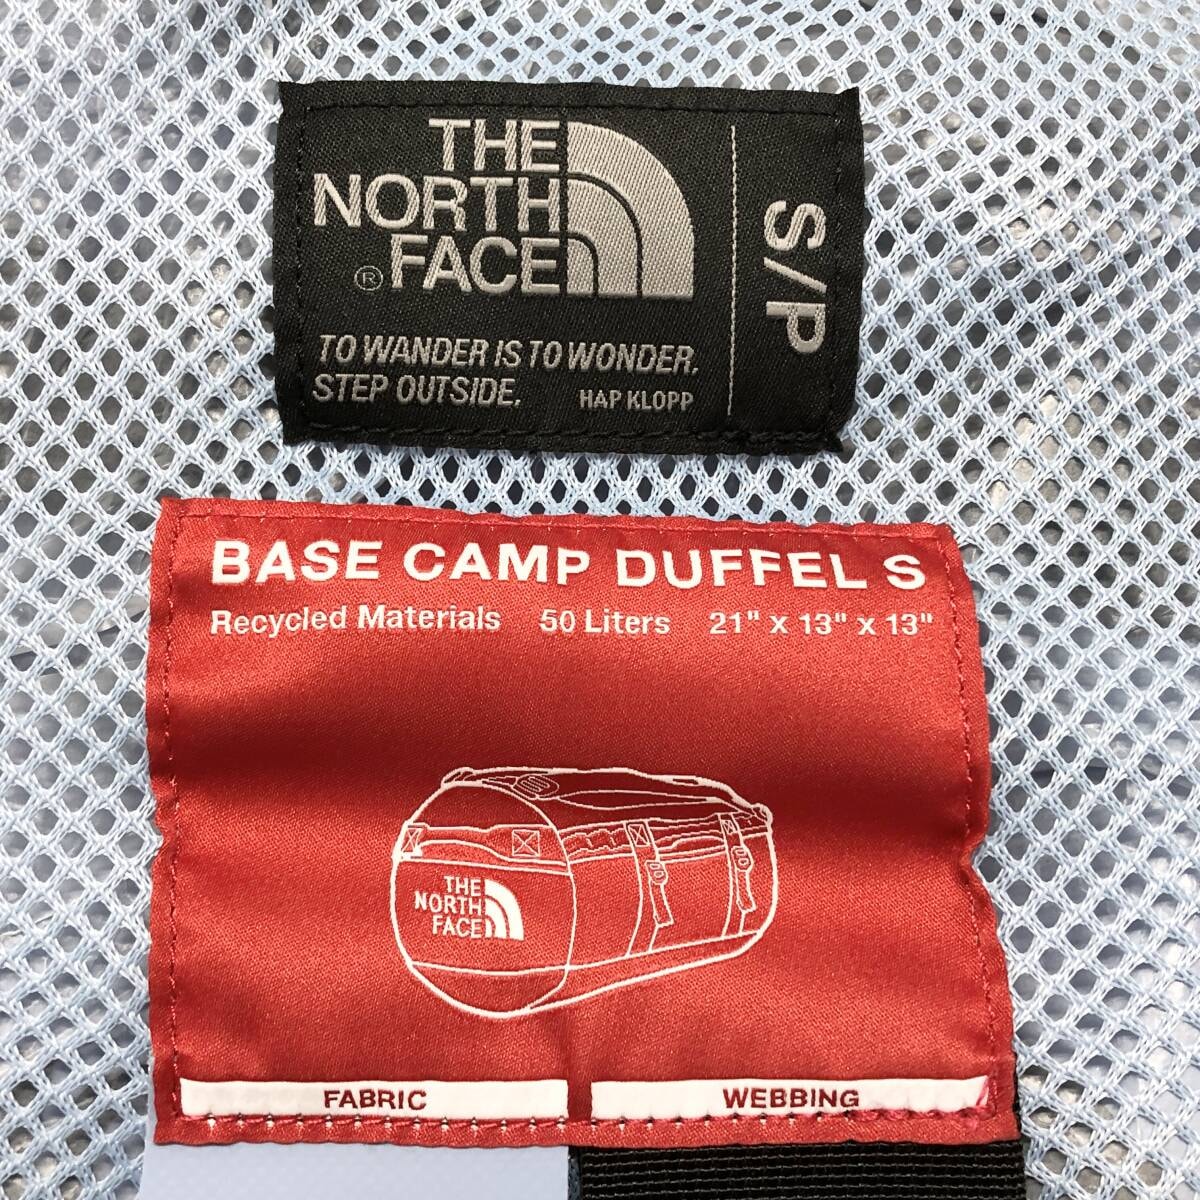 THE
NORTH
® FACE
TO WANDER IS TO WONDER.
STEP OUTSIDE. HAP KLOPP
S/P
BASE CAMP DUFFEL S
Recycled Materials 50 Liters 21" x 13" x 13"
THE
NORTH
FACE
FABRIC WEBBING